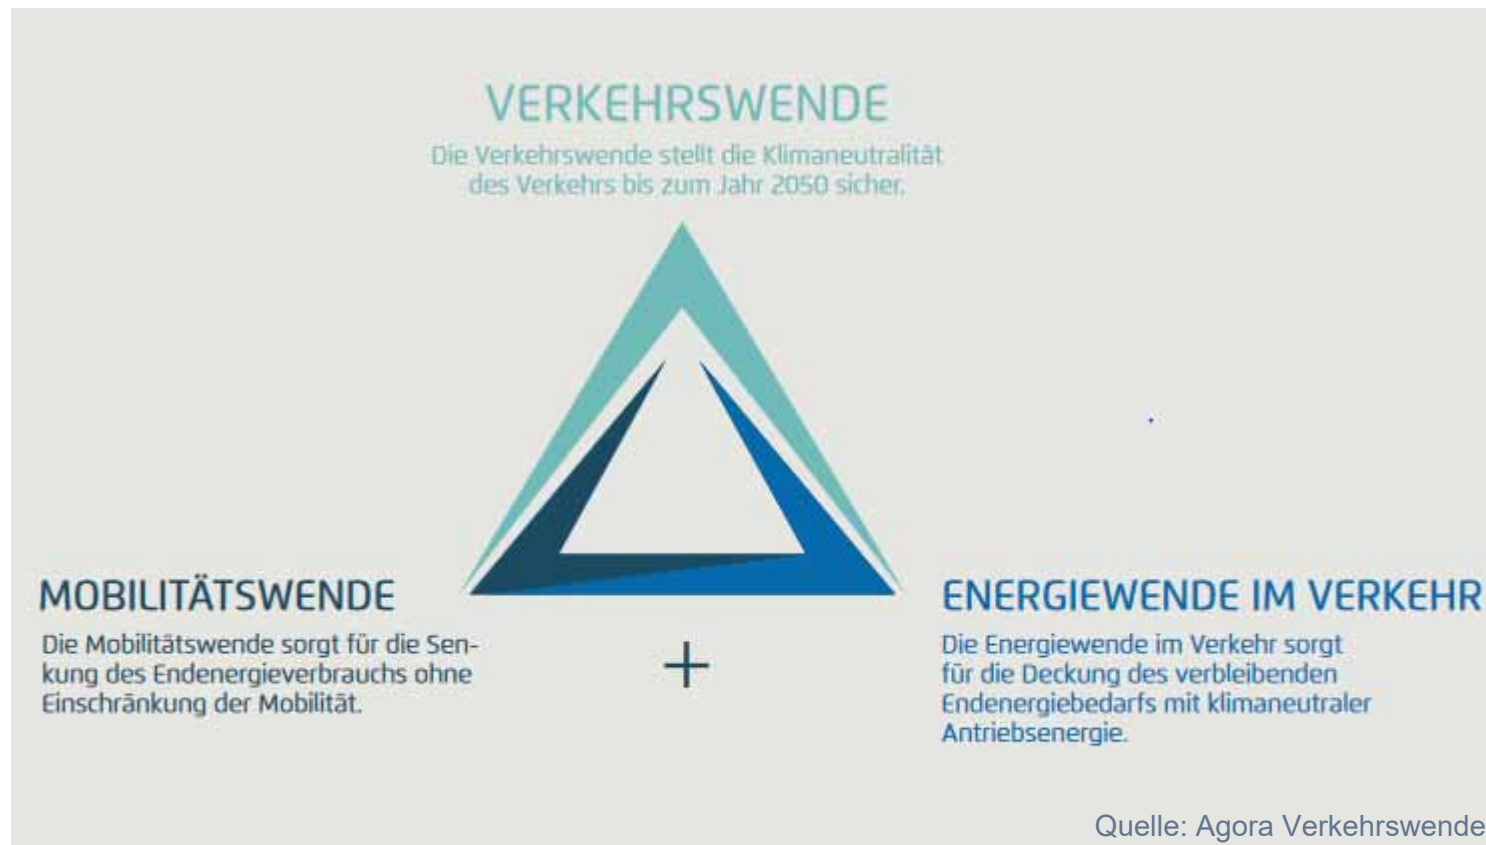 VERKEHRSWENDE
Die Verkehrswende stellt die Klimaneutralität
des Verkehrs bis zum Jahr 2050 sicher.
MOBILITÄTSWENDE
Die Mobilitätswende sorgt für die Sen-
kung des Endenergieverbrauchs ohne
Einschränkung der Mobilität.
+
ENERGIEWENDE IM VERKEHR
Die Energiewende im Verkehr sorgt
für die Deckung des verbleibenden
Endenergiebedarfs mit klimaneutraler
Antriebsenergie.
Quelle: Agora Verkehrswende